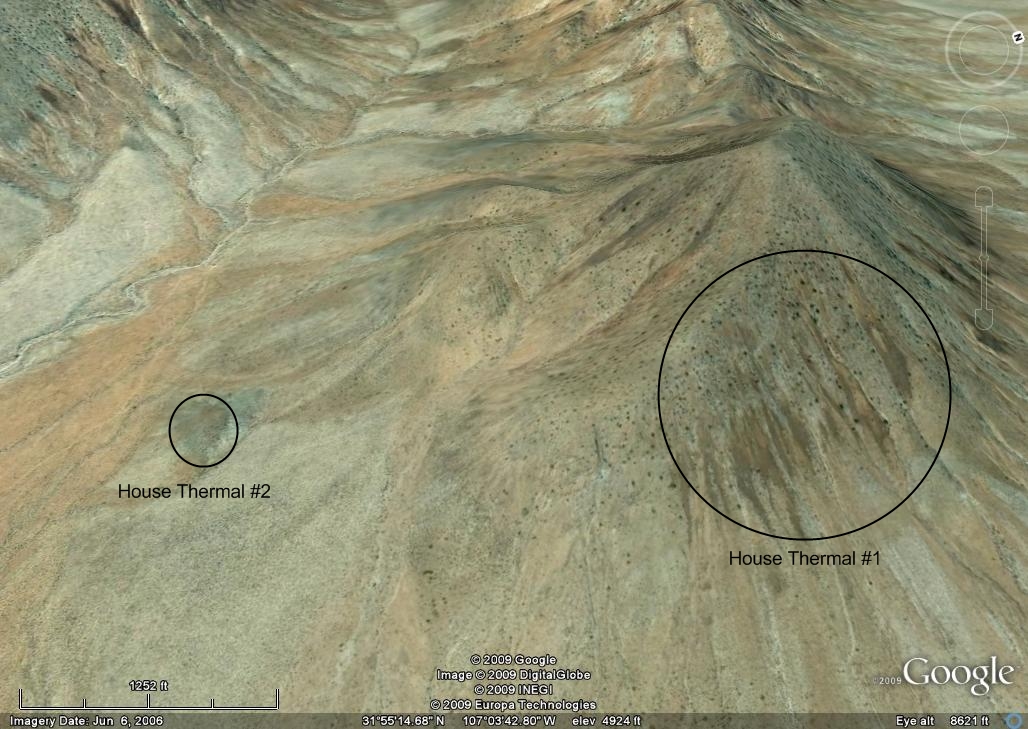 N
House Thermal #2
House Thermal #1
© 2009 Google
Image © 2009 DigitalGlobe
© 2009 INEGI
© 2009 Europa Technologies
©2009 Google™
1252 ft
Imagery Date: Jun 6, 2006 31°55'14.68" N 107°03'42.80" W elev 4924 ft Eye alt 8621 ft